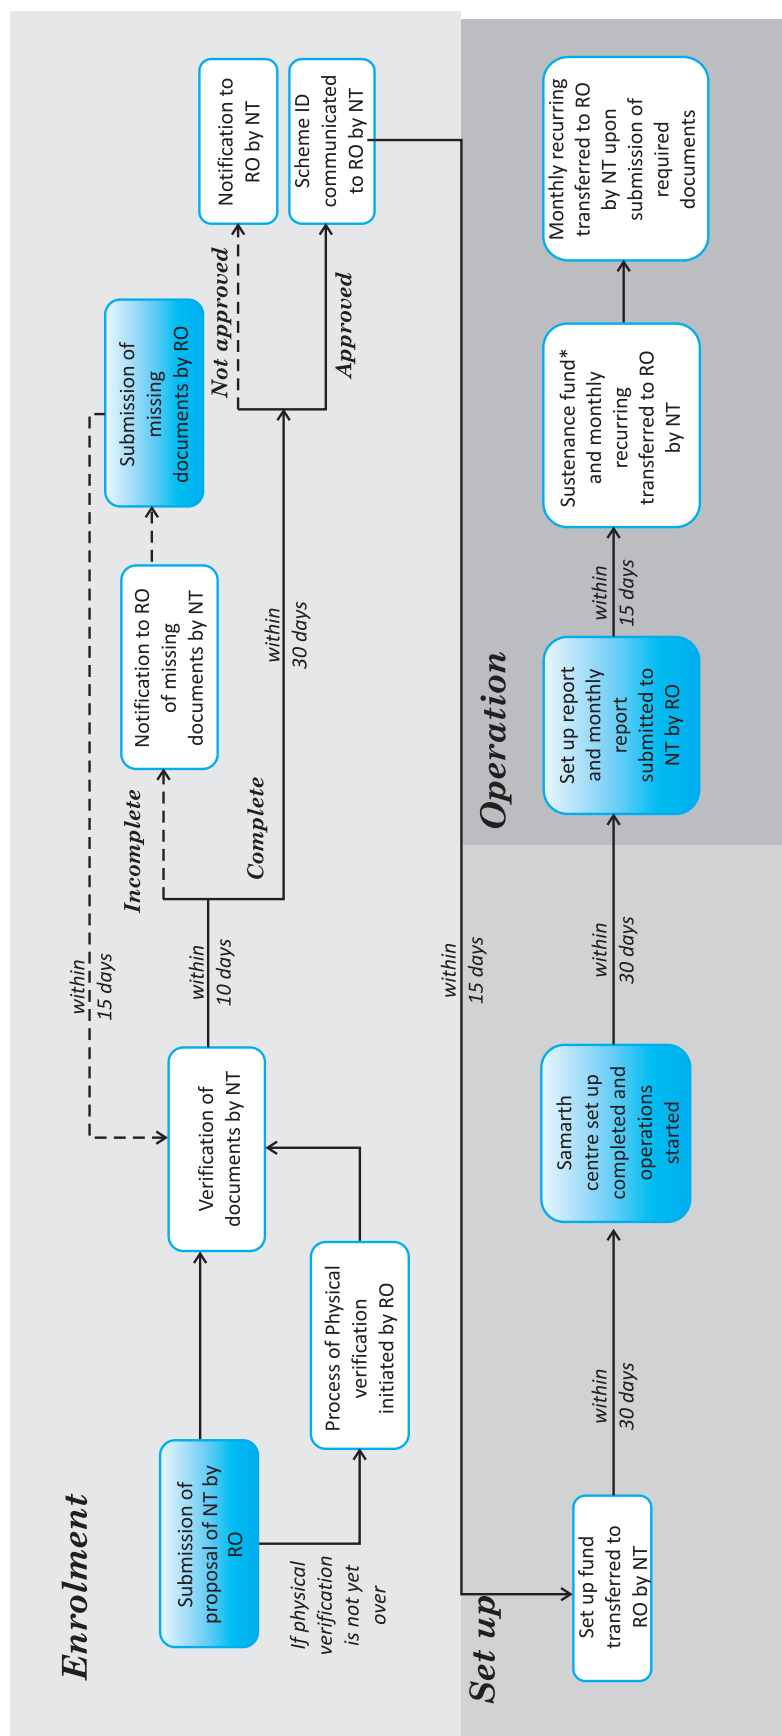 Enrolment
Submission of
proposal of NT by
RO
If physical
verification
is not yet
over
Process of Physical
verification
initiated by RO
Verification of
documents by NT
within
15 days
within
10 days
Incomplete
Notification to RO
of missing
documents by NT
Submission of
missing
documents by RO
Complete
within
30 days
Not approved
Notification to
RO by NT
Approved
Scheme ID
communicated
to RO by NT
within
15 days
Set up
Set up fund
transferred to
RO by NT
within
30 days
Samarth
centre set up
completed and
operations
started
within
30 days
Operation
Set up report
and monthly
report
submitted to
NT by RO
within
15 days
Sustenance fund*
and monthly
recurring
transferred to RO
by NT
Monthly recurring
transferred to RO
by NT upon
submission of
required
documents